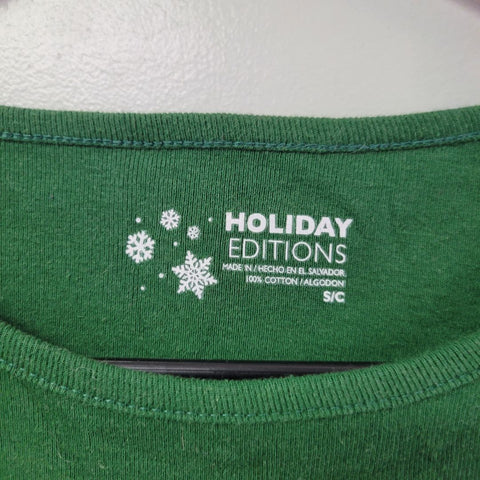 HOLIDAY
EDITIONS
MADE IN / HECHO EN EL SALVADOR
100% COTTON / ALGODON
S/C